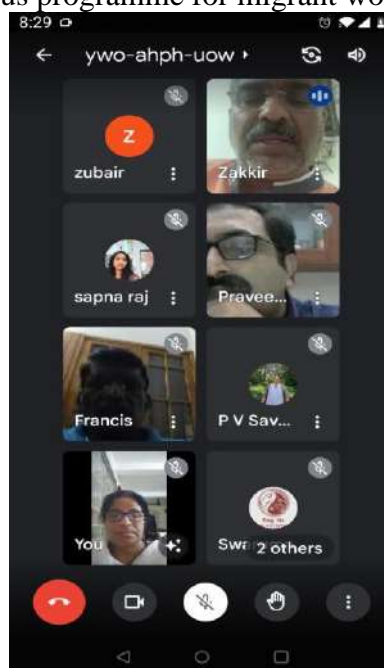 us programme for migrant wo
8:29
ywo-ahph-uow
Z
zubair
Zakkir
sapna raj
Pravee...
Francis
P V Sav...
You
Sw
2 others